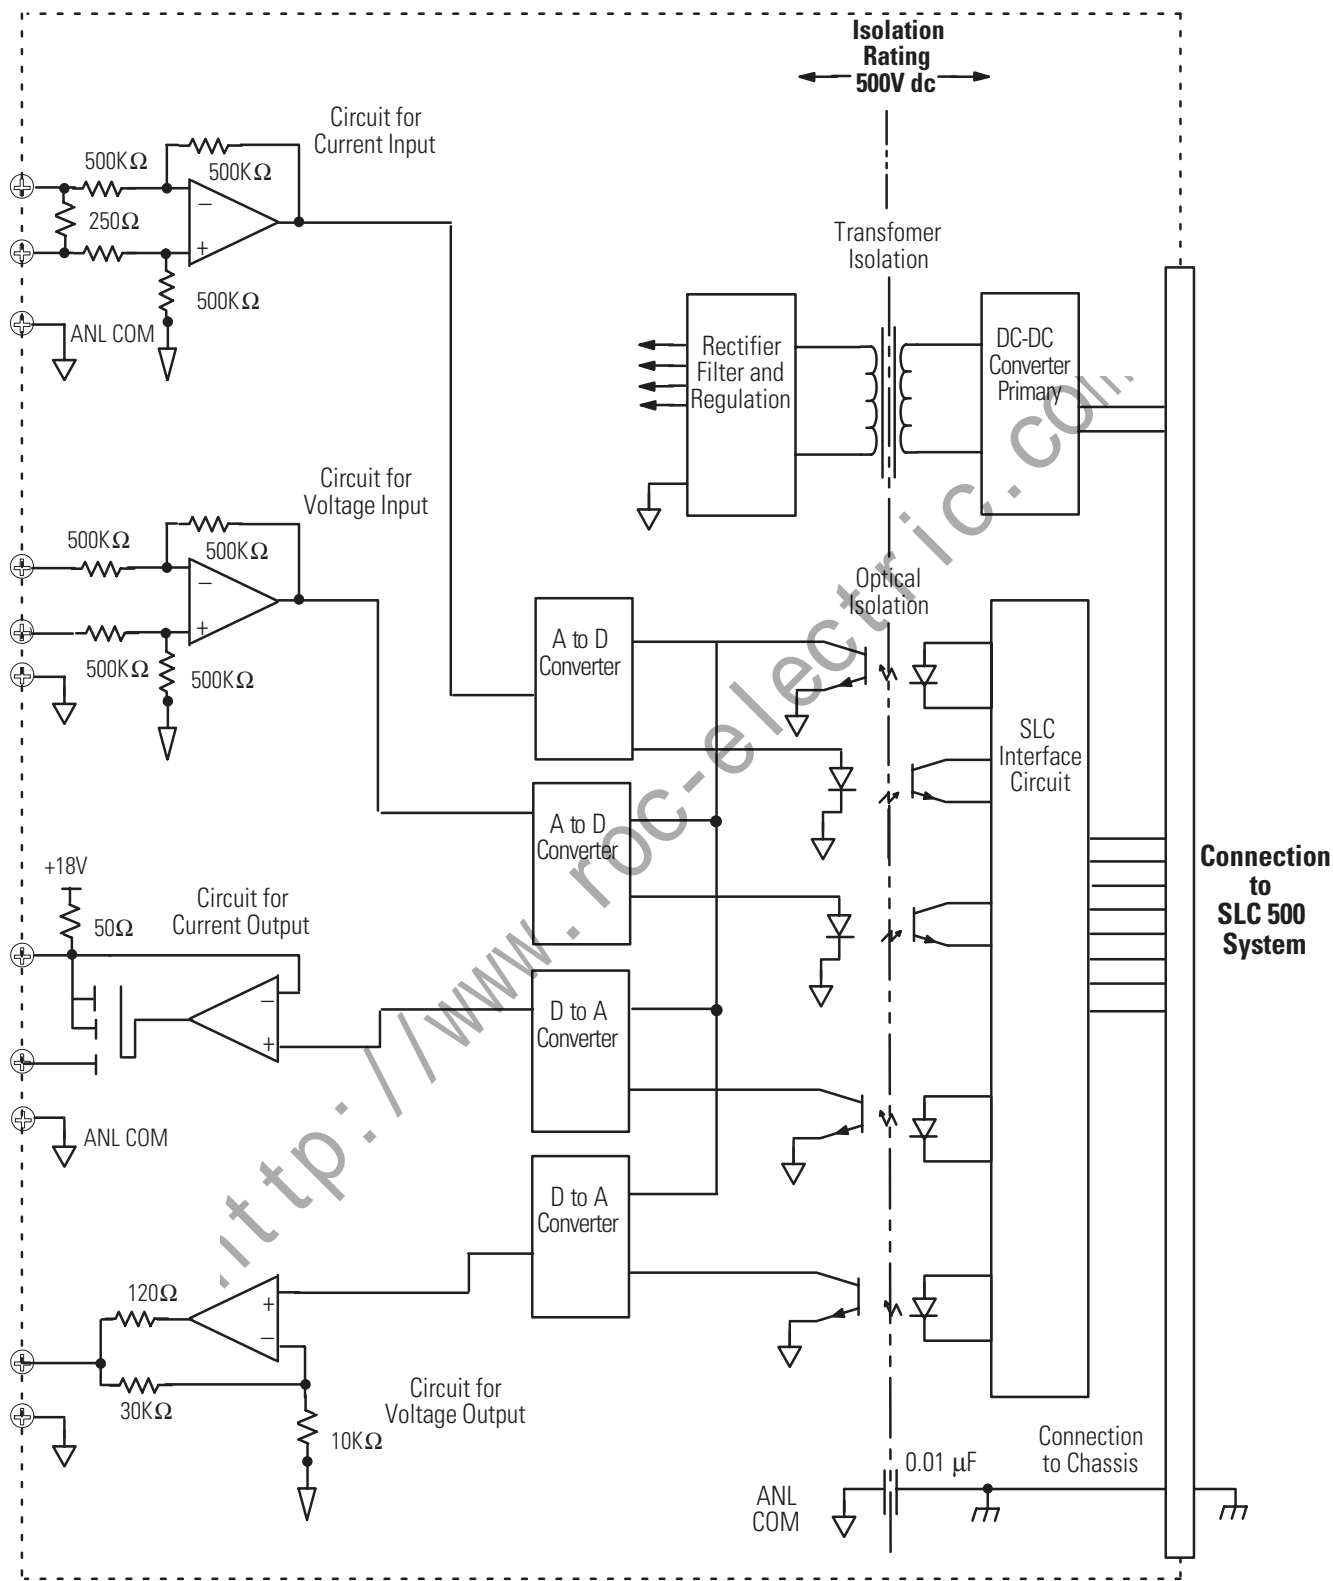 Isolation
Rating
500V dc
Circuit for
Current Input
500KΩ
500KΩ
−
250Ω
+
500KΩ
ANL COM
Transfomer
Isolation
Rectifier
Filter and
Regulation
DC-DC
Converter
Primary
Circuit for
Voltage Input
500KΩ
500KΩ
−
+
500KΩ
500KΩ
Optical
Isolation
A to D
Converter
SLC
Interface
Circuit
A to D
Converter
+18V
50Ω
Circuit for
Current Output
−
+
D to A
Converter
Connection
to
SLC 500
System
ANL COM
D to A
Converter
120Ω
+
−
30KΩ
10KΩ
Circuit for
Voltage Output
0.01 µF
Connection
to Chassis
ANL
COM
http://www.roc-electric.com